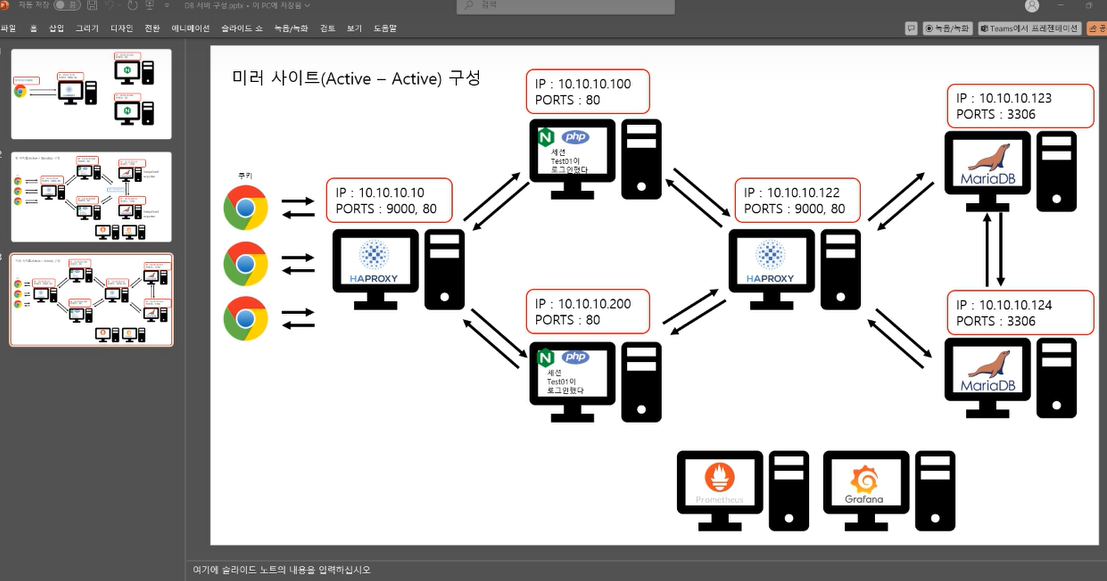 자동 저장
DB 서버 구성.pptx • 이 PC에 저장됨
검색
파일 홈 삽입 그리기 디자인 전환 애니메이션 슬라이드 쇼 녹음/녹화 검토 보기 도움말
녹음/녹화 Teams에서 프레젠테이션
미러 사이트(Active – Active) 구성
IP : 10.10.10.100
PORTS : 80
php
세션
Test01이
로그인했다
IP : 10.10.10.123
PORTS : 3306
MariaDB
쿠키
IP : 10.10.10.10
PORTS : 9000, 80
HAPROXY
IP : 10.10.10.122
PORTS : 9000, 80
HAPROXY
IP : 10.10.10.200
PORTS : 80
php
세션
Test01이
로그인했다
IP : 10.10.10.124
PORTS : 3306
MariaDB
Prometheus
Grafana
여기에 슬라이드 노트의 내용을 입력하십시오